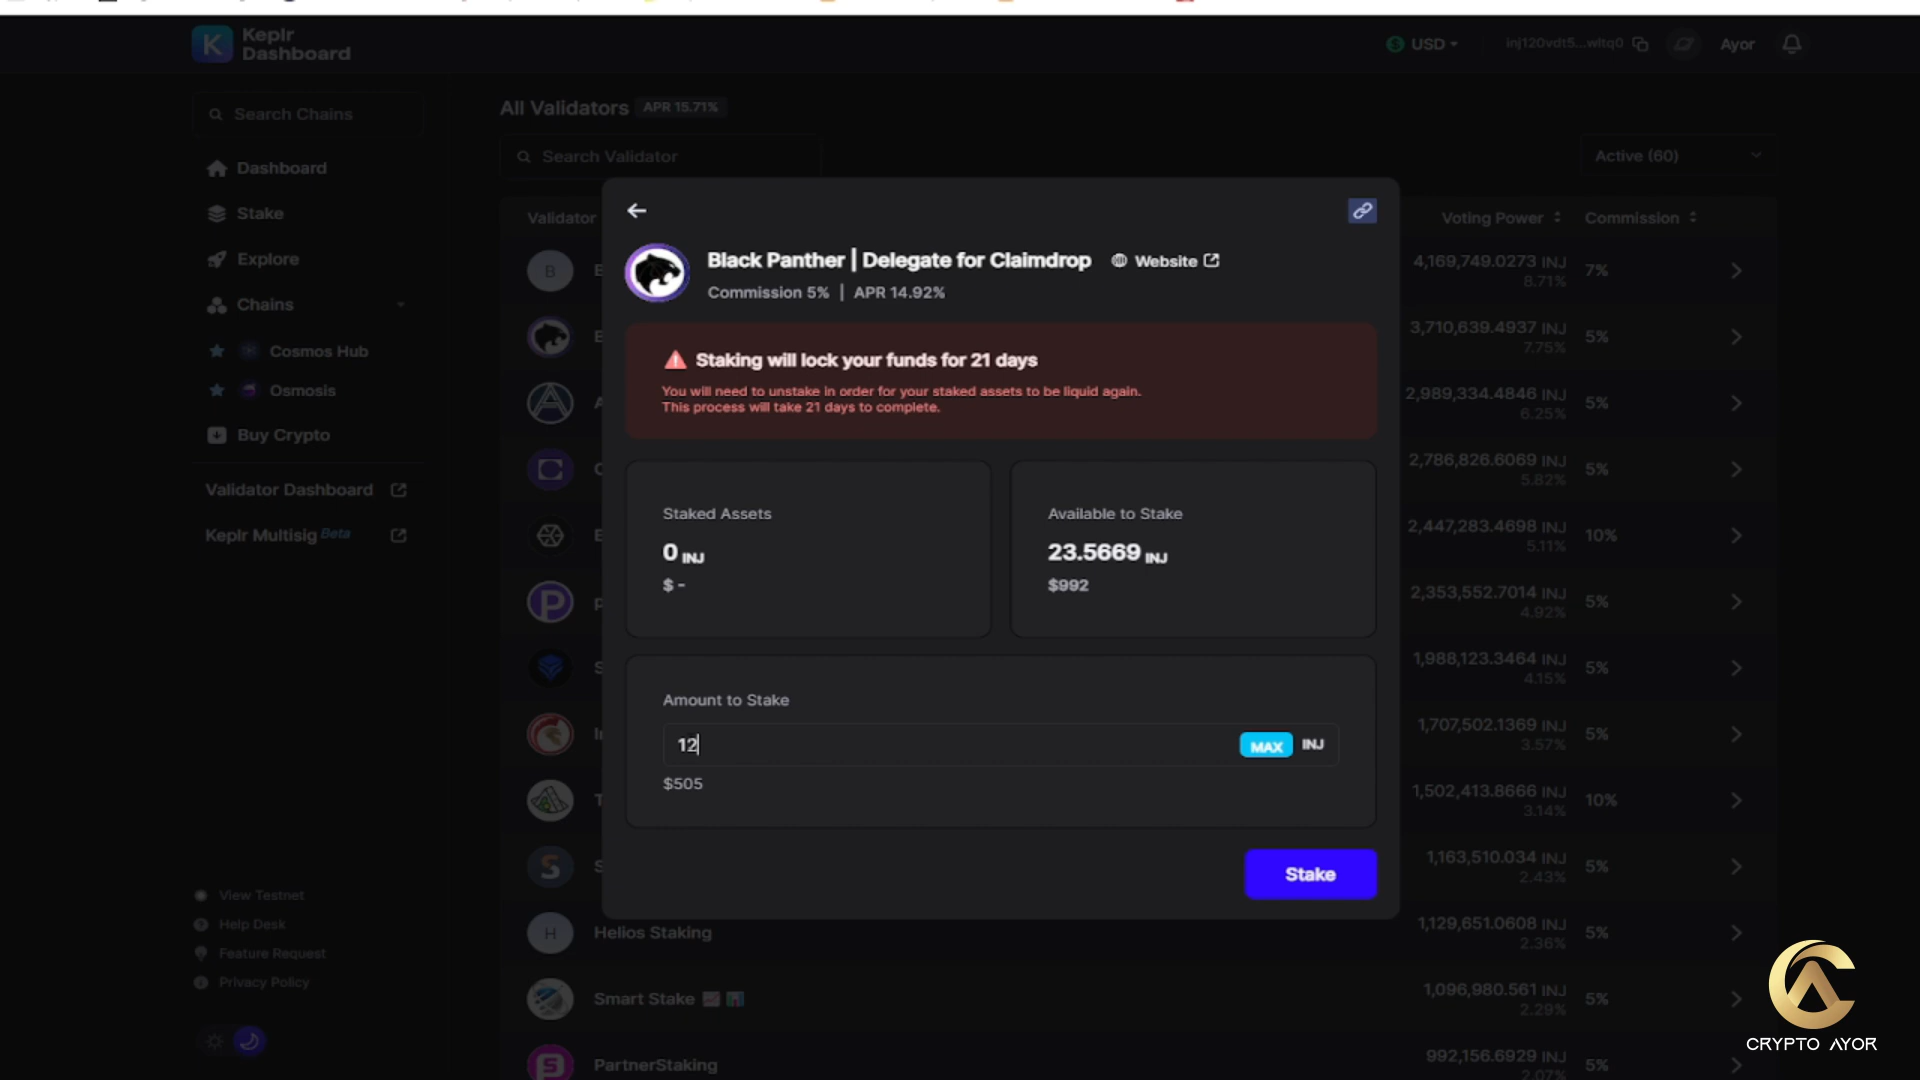 Keplr
Dashboard
USD
inj120vdt5...wltq0
Ayor
Search Chains
Dashboard
Stake
Explore
Chains
Cosmos Hub
Osmosis
Buy Crypto
Validator Dashboard
Keplr Multisig Beta
View Testnet
Help Desk
Feature Request
Privacy Policy
All Validators APR 15.71%
Search Validator
Active (60)
Validator
Voting Power
Commission
B
4,169,749.0273 INJ
8.71%
7%
3,710,639.4937 INJ
7.75%
5%
2,989,334.4846 INJ
6.25%
5%
2,786,826.6069 INJ
5.82%
5%
2,447,283.4698 INJ
5.11%
10%
2,353,552.7014 INJ
4.92%
5%
1,988,123.3464 INJ
4.15%
5%
1,707,502.1369 INJ
3.57%
5%
1,502,413.8666 INJ
3.14%
10%
1,163,510.034 INJ
2.43%
5%
H
Helios Staking
1,129,651.0608 INJ
2.36%
5%
Smart Stake
1,096,980.561 INJ
2.29%
5%
PartnerStaking
992,156.6929 INJ
2.07%
5%
Black Panther | Delegate for Claimdrop
Website
Commission 5% | APR 14.92%
Staking will lock your funds for 21 days
You will need to unstake in order for your staked assets to be liquid again.
This process will take 21 days to complete.
Staked Assets
0 INJ
$ -
Available to Stake
23.5669 INJ
$992
Amount to Stake
12
MAX INJ
$505
Stake
CRYPTO AYOR